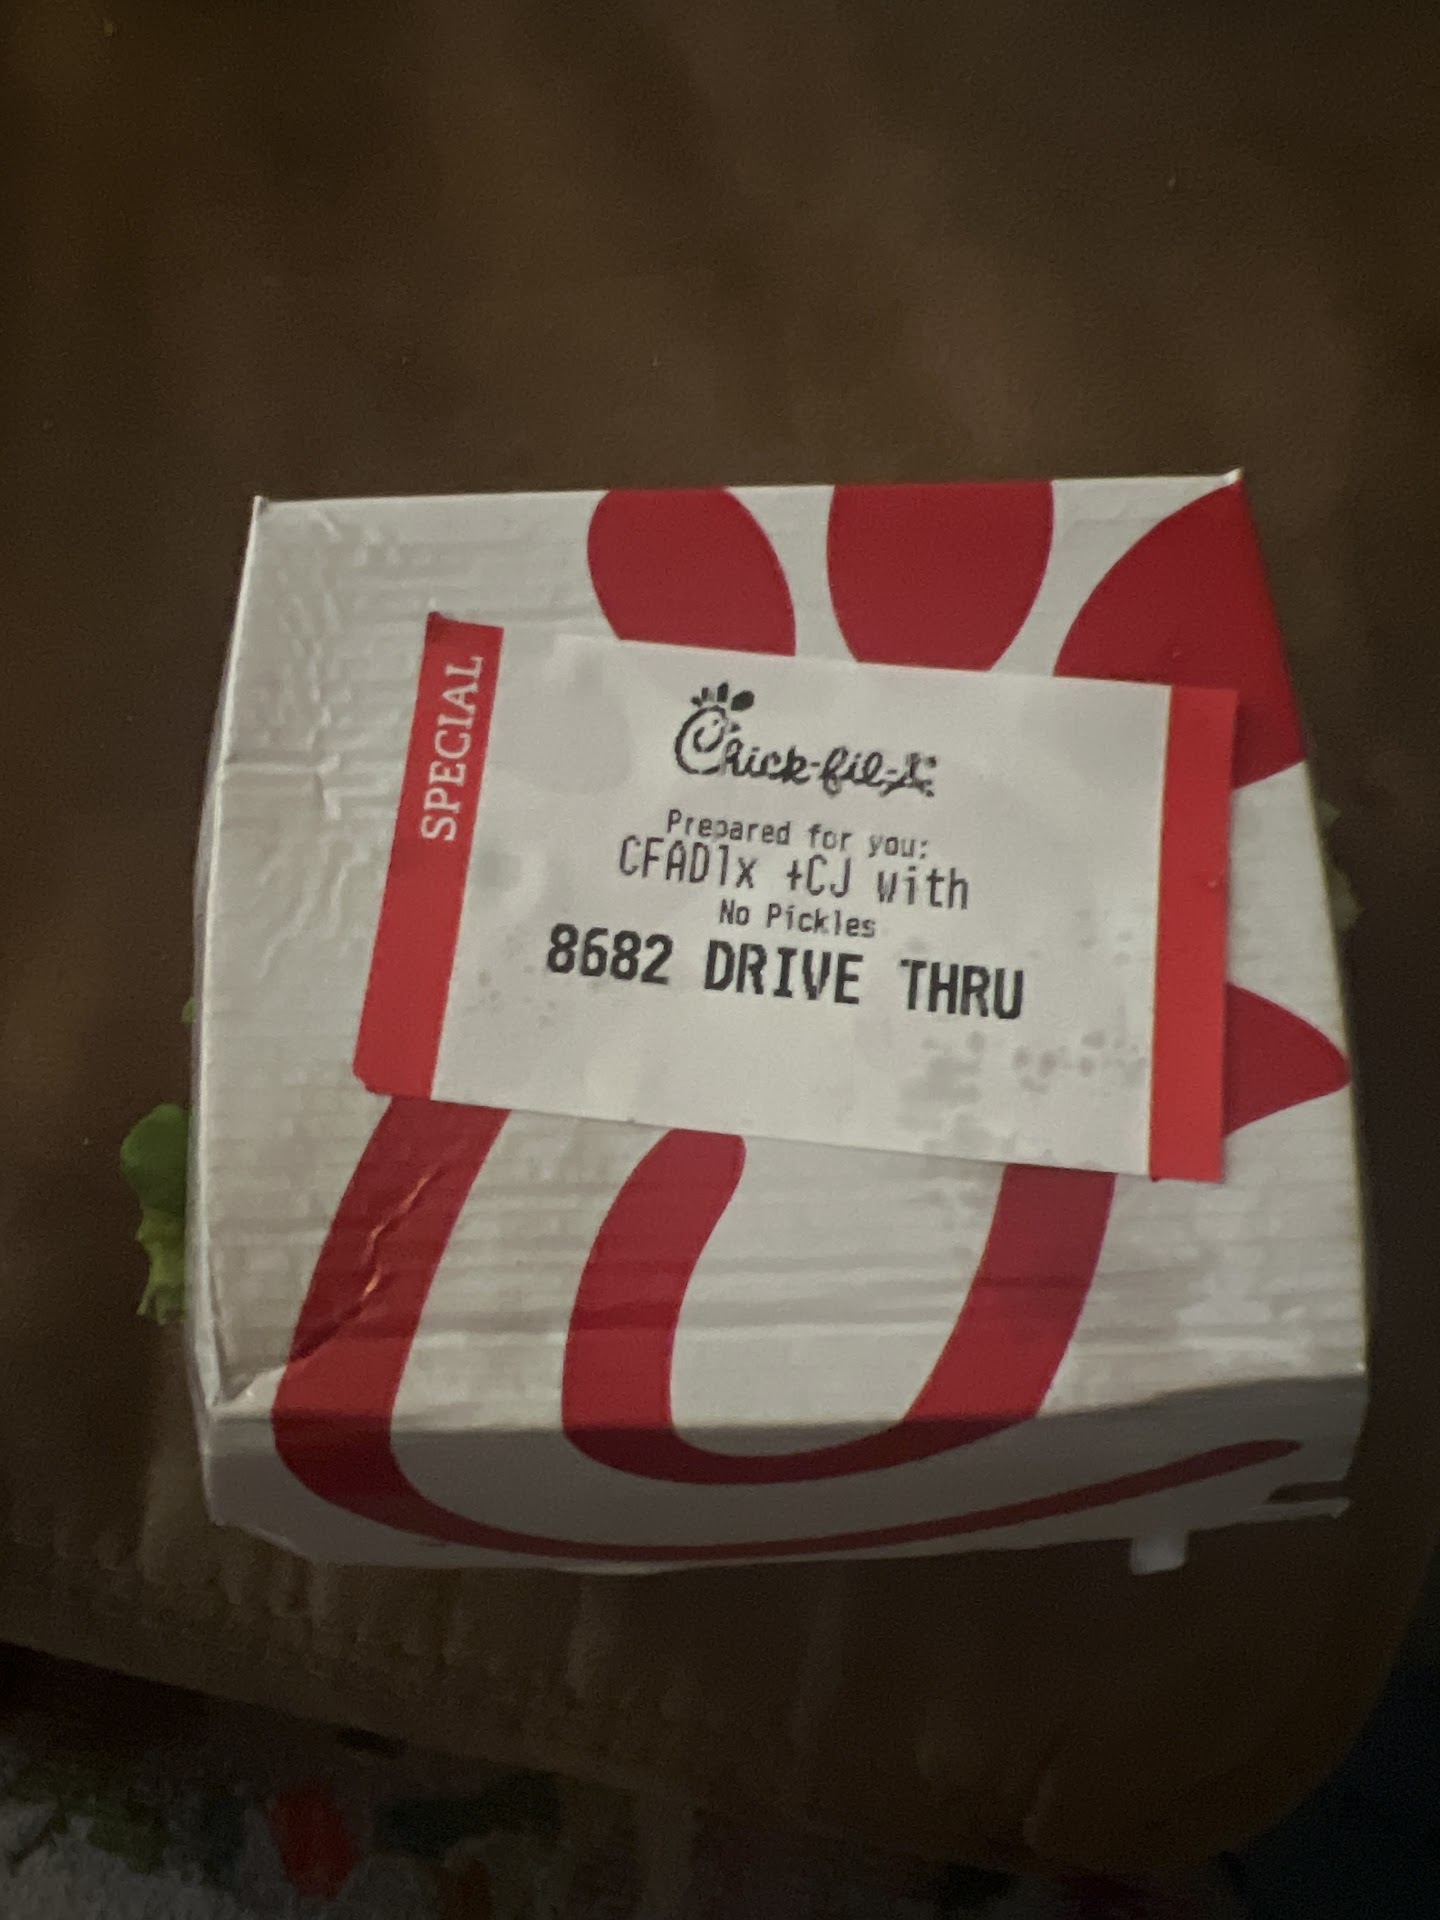 SPECIAL
Chick-fil-A
Prepared for you:
CFAD1x +CJ with
No Pickles
8682 DRIVE THRU